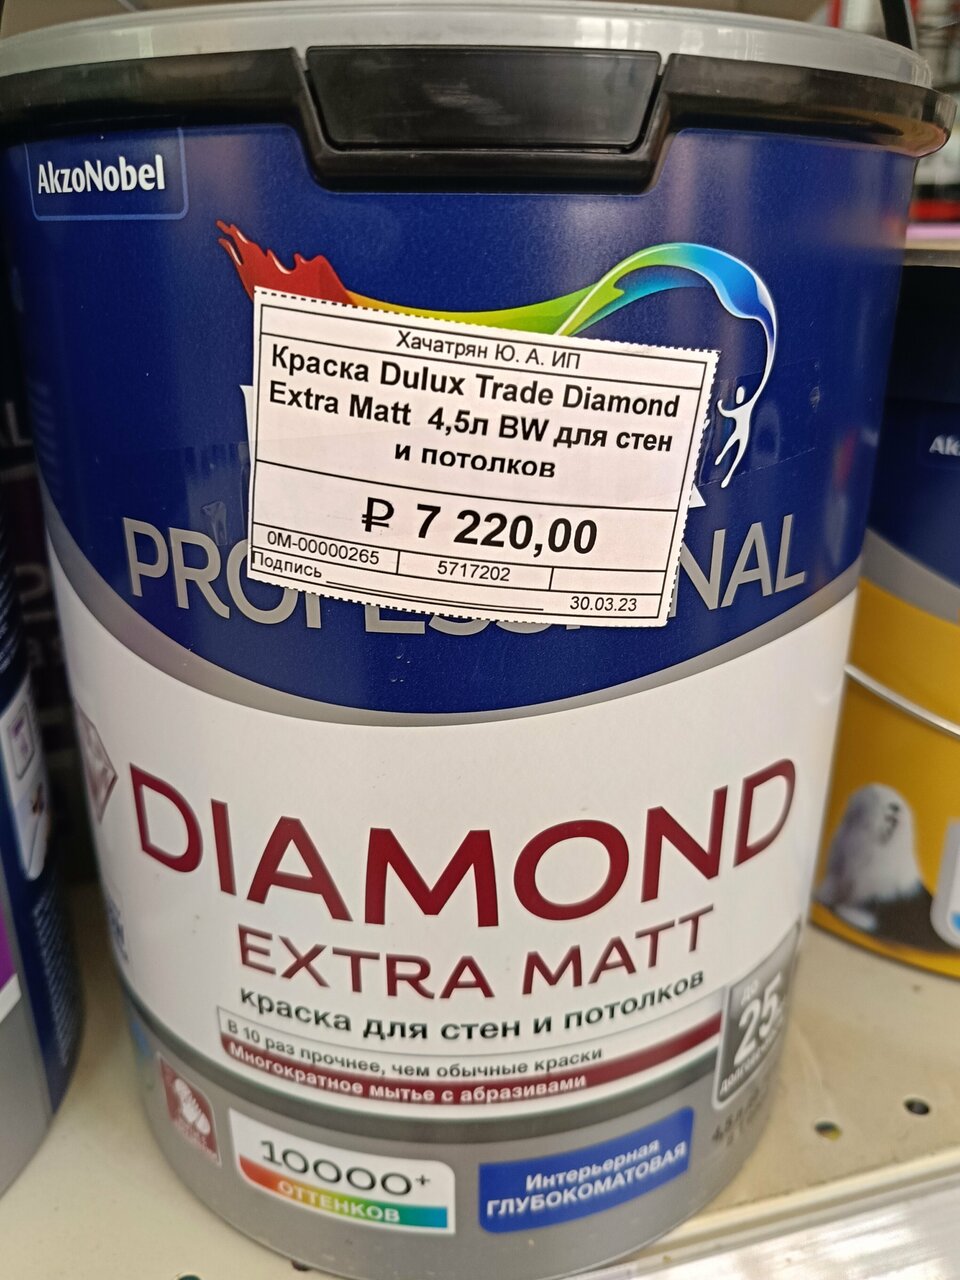 AkzoNobel
Хачатрян Ю. А. ИП
Краска Dulux Trade Diamond
Extra Matt 4,5л BW для стен
и потолков
₽ 7 220,00
0М-00000265
5717202
Подпись
30.03.23
DIAMOND
EXTRA MATT
краска для стен и потолков
В 10 раз прочнее, чем обычные краски
Многократное мытье с абразивами
до
25
10000+
ОТТЕНКОВ
Интерьерная
ГЛУБОКОМАТОВАЯ